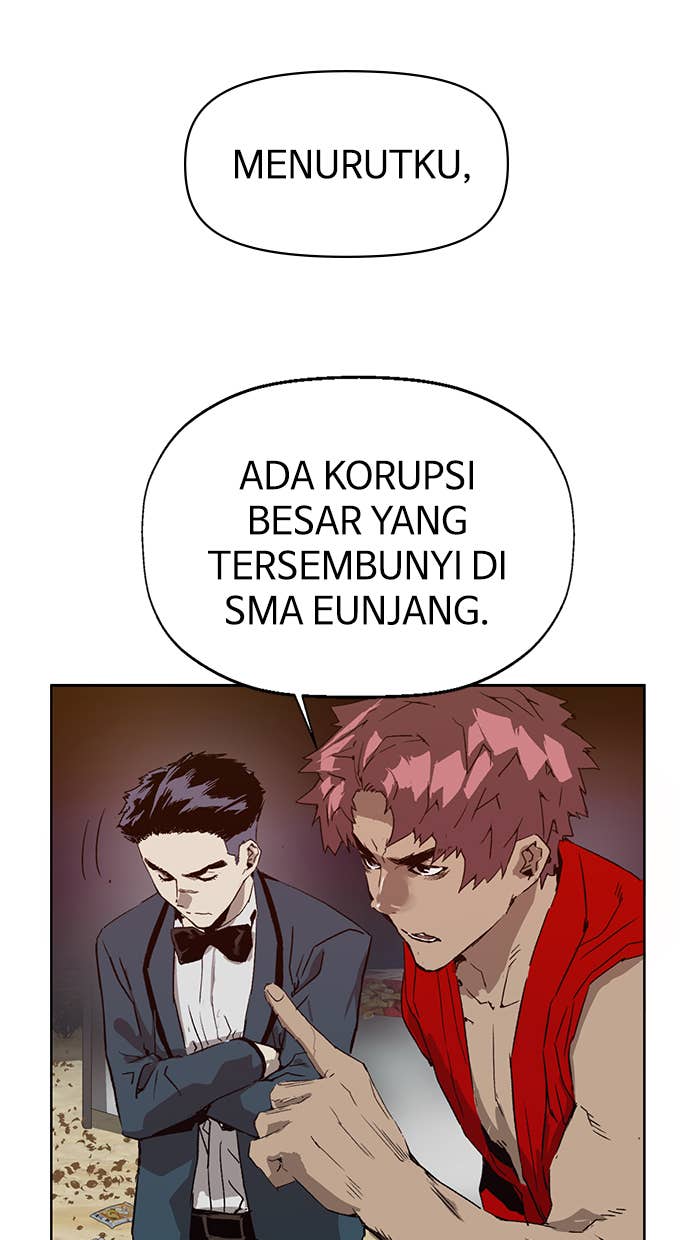 MENURUTKU,
ADA KORUPSI
BESAR YANG
TERSEMBUNYI DI
SMA EUNJANG.